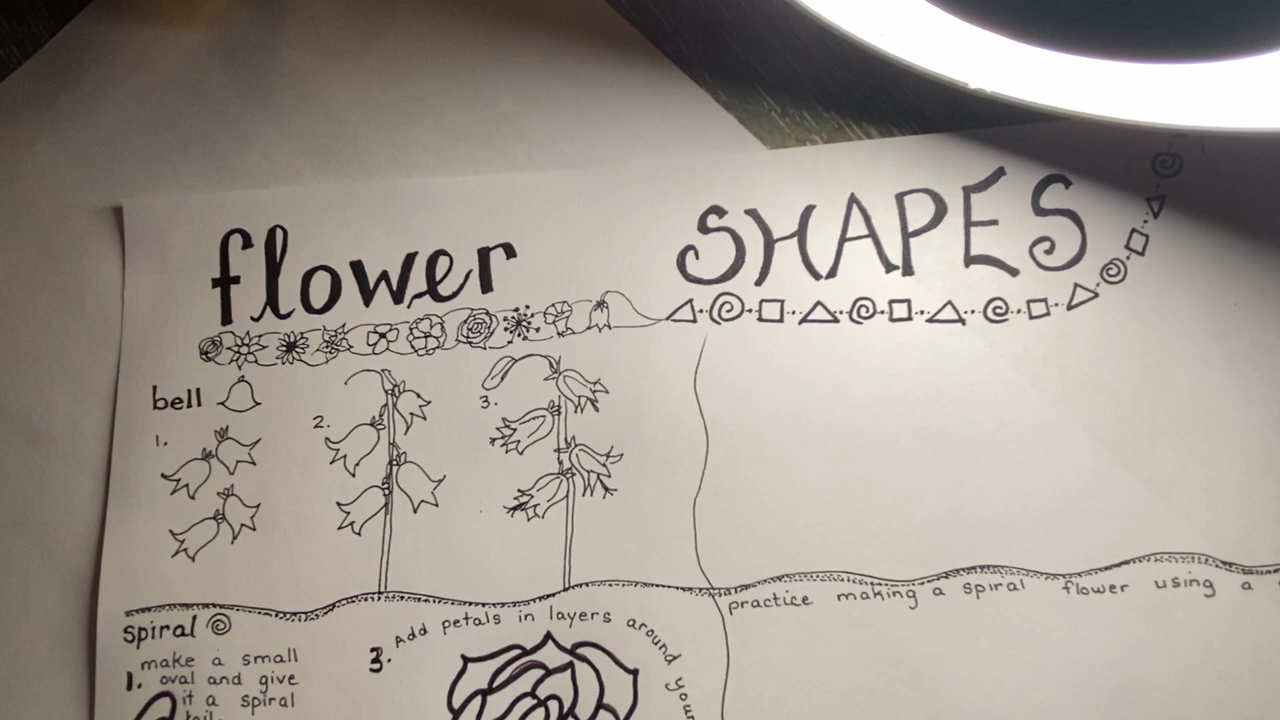 flower SHAPES
bell
1.
2.
3.
practice making a spiral flower using a
spiral
1. make a small
oval and give
it a spiral
tail
3. Add petals in layers around your